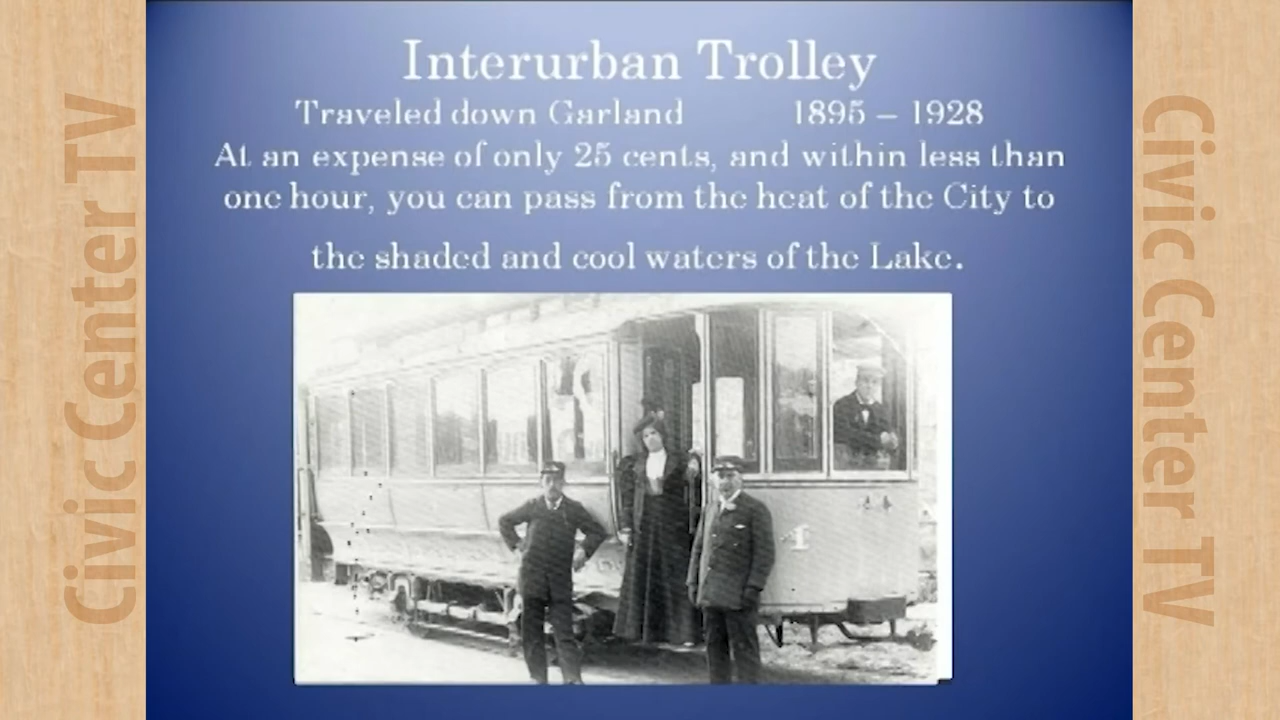 Interurban Trolley
Traveled down Garland 1895 – 1928
At an expense of only 25 cents, and within less than
one hour, you can pass from the heat of the City to
the shaded and cool waters of the Lake.
4
Civic Center TV
Civic Center TV